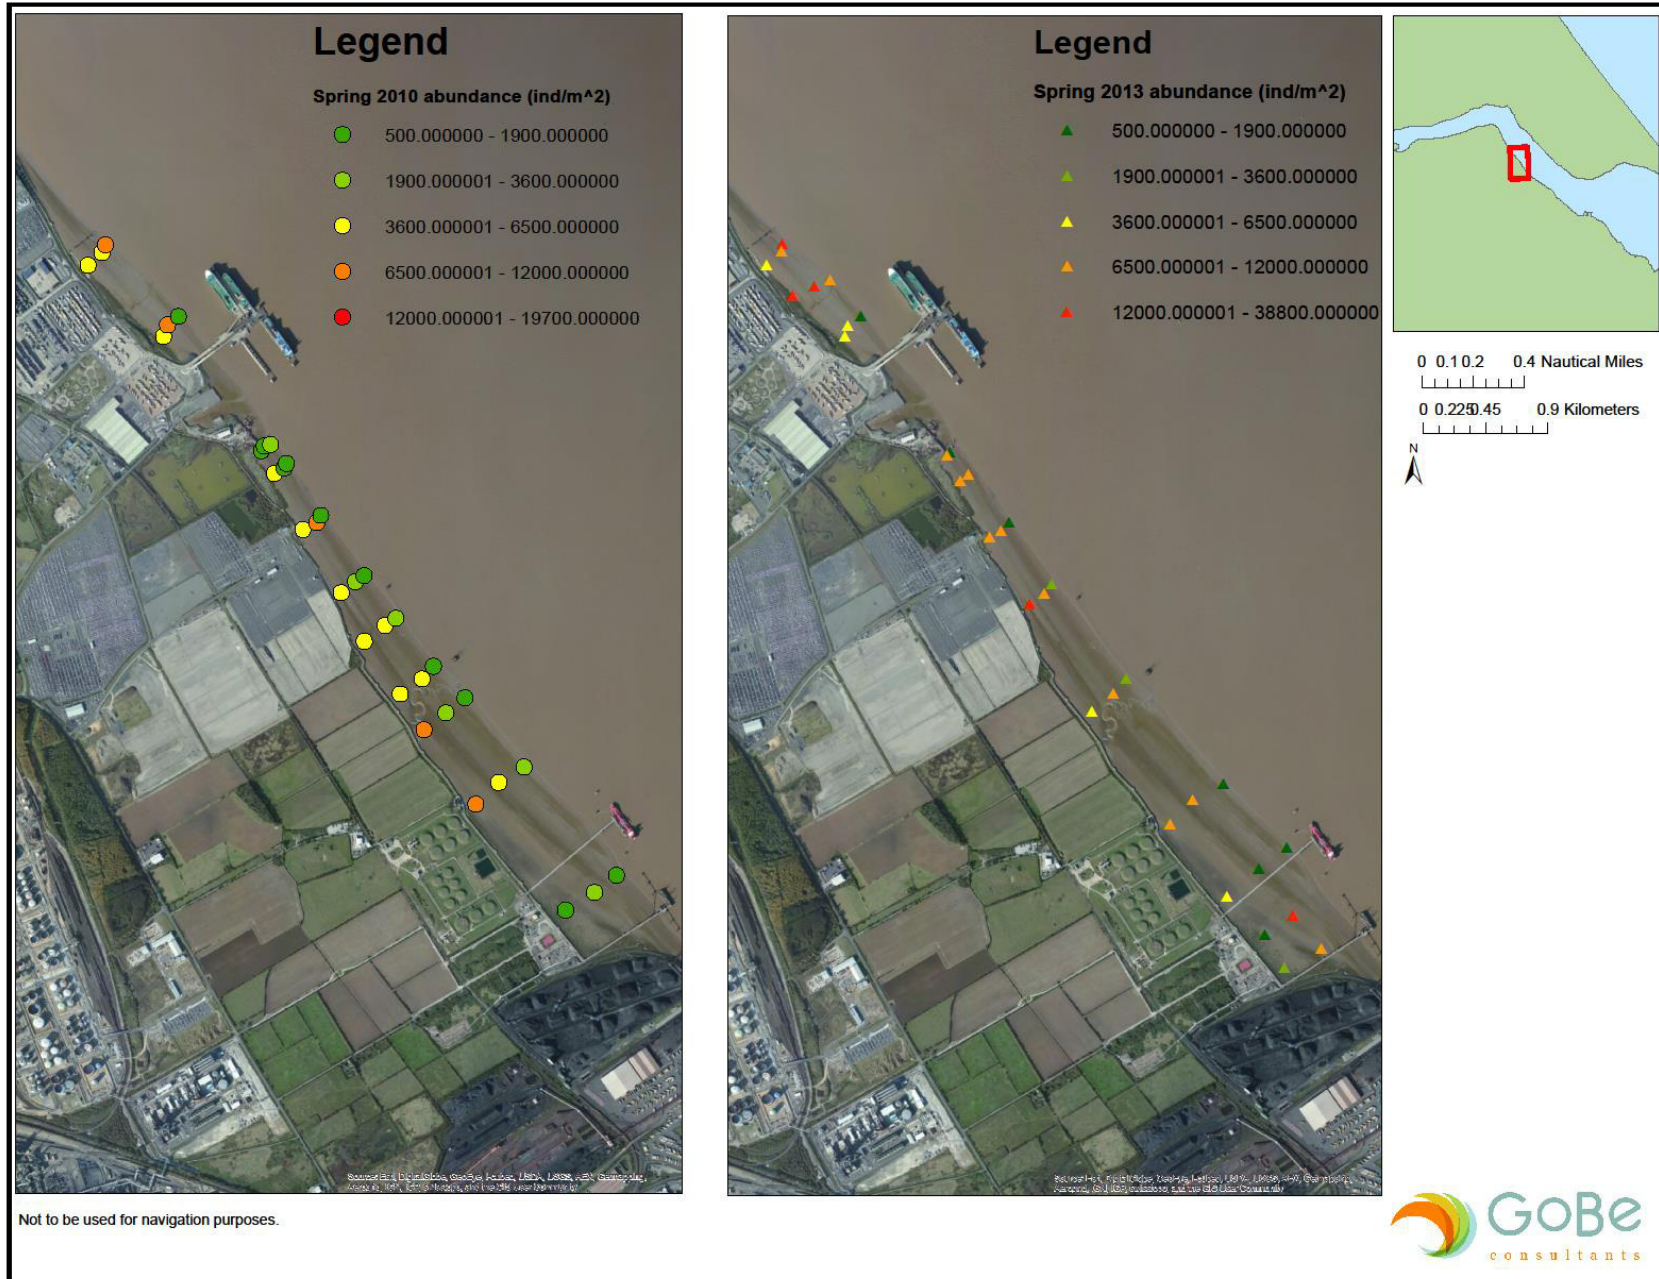 Legend
Spring 2010 abundance (ind/m^2)
500.000000 - 1900.000000
1900.000001 - 3600.000000
3600.000001 - 6500.000000
6500.000001 - 12000.000000
12000.000001 - 19700.000000
Legend
Spring 2013 abundance (ind/m^2)
500.000000 - 1900.000000
1900.000001 - 3600.000000
3600.000001 - 6500.000000
6500.000001 - 12000.000000
12000.000001 - 38800.000000
0 0.1 0.2 0.4 Nautical Miles
0 0.225 0.45 0.9 Kilometers
N
Not to be used for navigation purposes.
GoBe
consultants